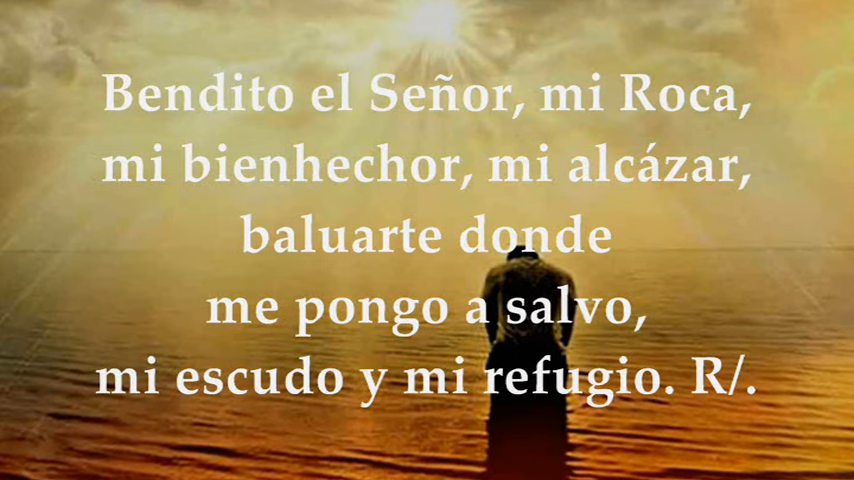 Bendito el Señor, mi Roca,
mi bienhechor, mi alcázar,
baluarte donde
me pongo a salvo,
mi escudo y mi refugio. R/.